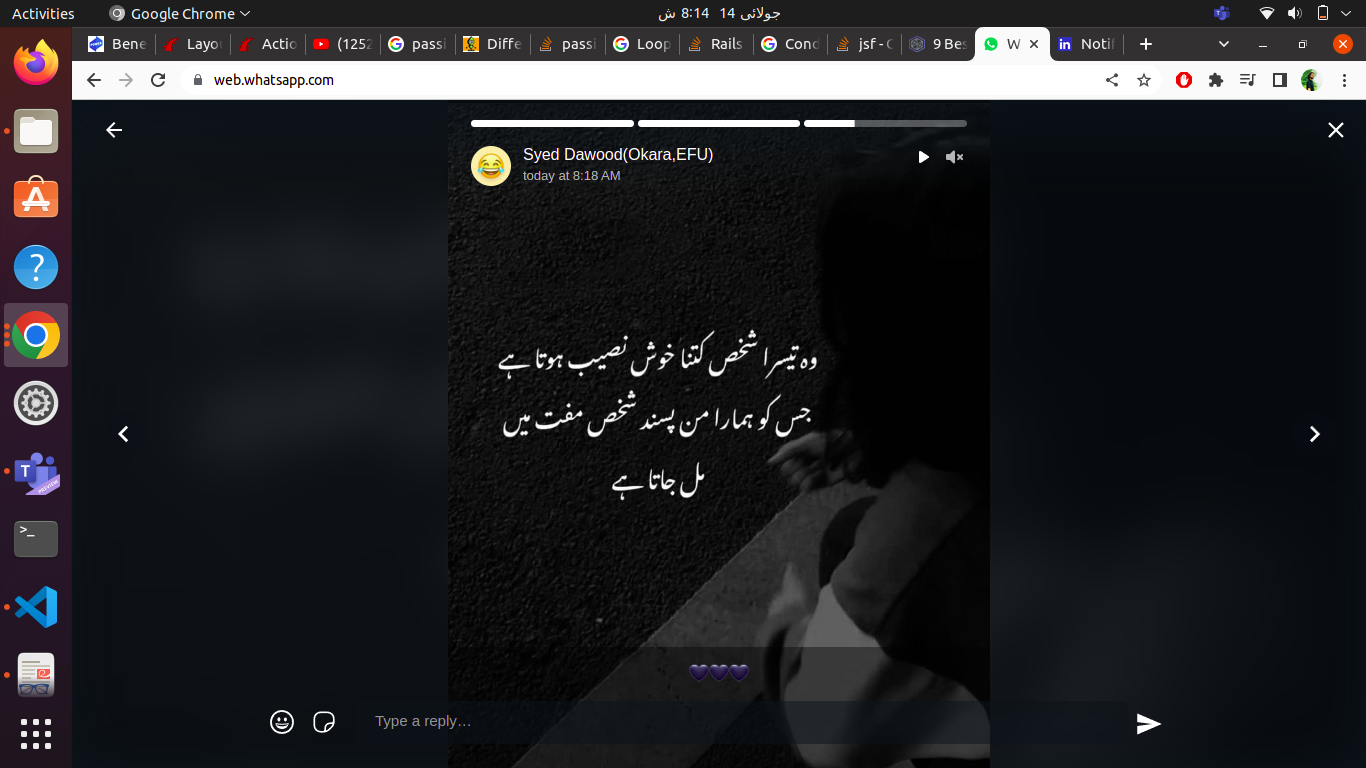 Activities
Google Chrome
جولائی 14  8:14 ش
Bene
Layou
Actio
(1252
passi
Diffe
passi
Loop
Rails
Cond
jsf - C
9 Bes
W
Notif
web.whatsapp.com
Syed Dawood(Okara,EFU)
today at 8:18 AM
وہ تیسرا شخص کتنا خوش نصیب ہوتا ہے
جس کو ہمارا من پسند شخص مفت میں
مل جاتا ہے
💜💜💜
Type a reply…